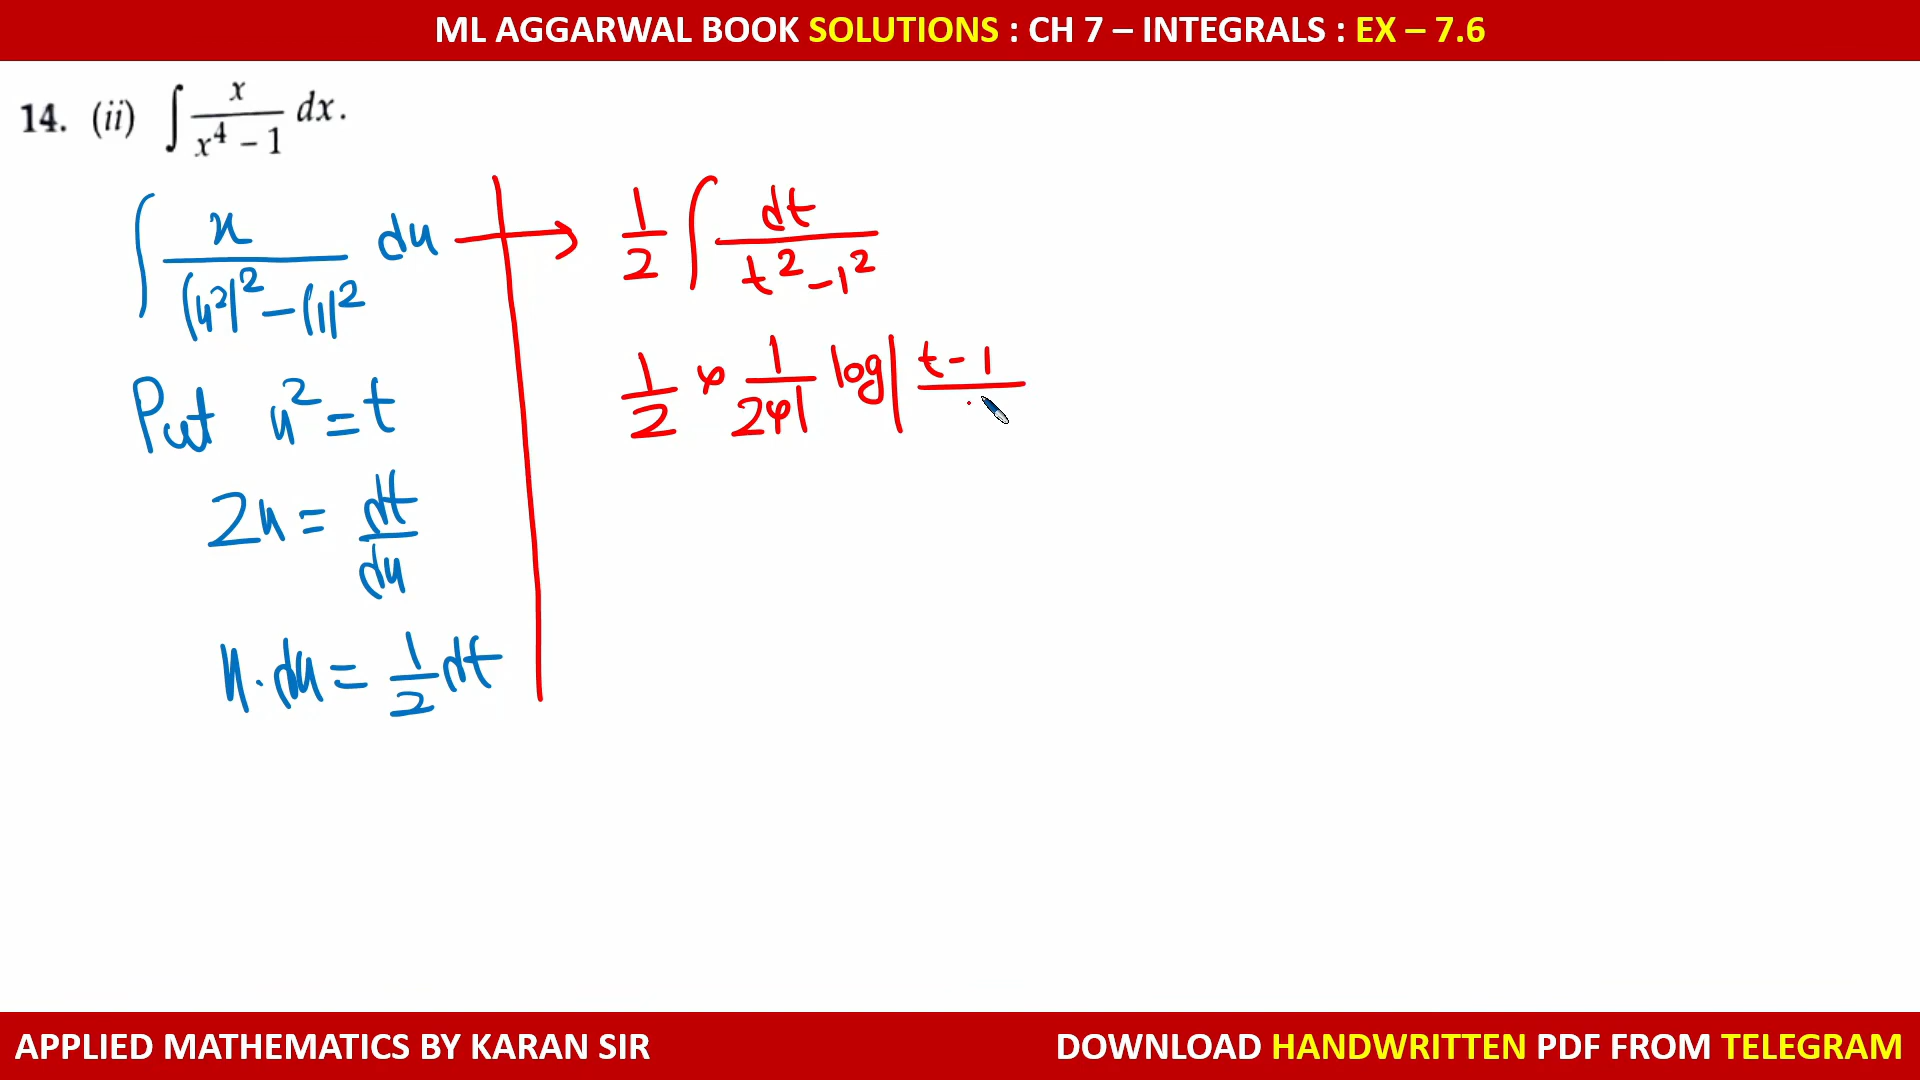 ML AGGARWAL BOOK SOLUTIONS : CH 7 – INTEGRALS : EX – 7.6
14. (ii) ∫ x/(x⁴ − 1) dx.
∫ x/((x²)² − (1)²) dx
Put x² = t
2x = dt/dx
x · dx = 1/2 dt
1/2 ∫ dt/(t² − 1²)
1/2 × 1/(2×1) log | (t − 1)/
APPLIED MATHEMATICS BY KARAN SIR
DOWNLOAD HANDWRITTEN PDF FROM TELEGRAM